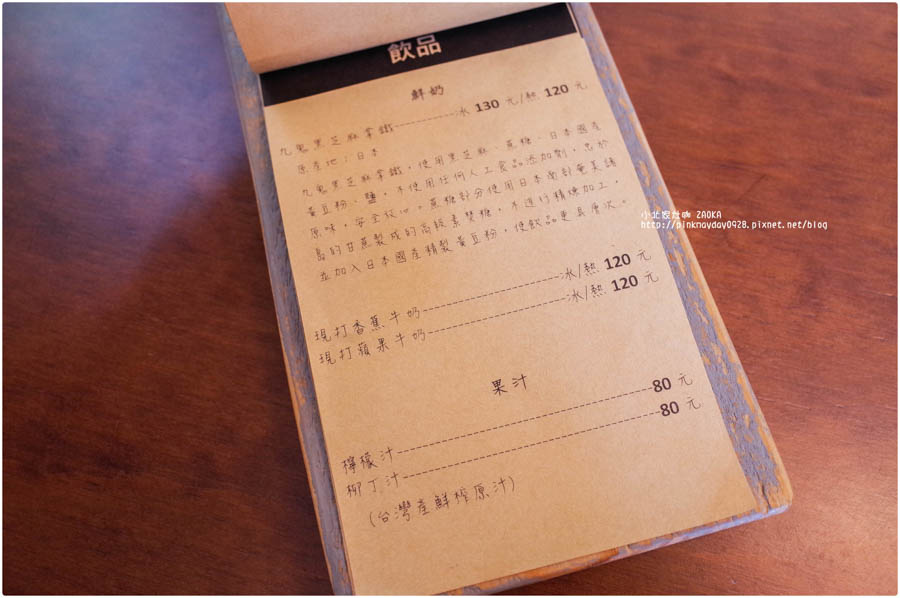 飲品
鮮奶
九鬼黑芝麻拿鐵----------冰 130 元/熱 120 元
原產地：日本
九鬼黑芝麻拿鐵，使用黑芝麻、蔗糖、日本國產
黃豆粉、鹽，不使用任何人工食品添加劑，忠於
原味，安全放心。蔗糖部分使用日本南部奄美諸
島的甘蔗製成的高級素焚糖，不進行精煉加工，
並加入日本國產精製黃豆粉，使飲品更具層次。
現打香蕉牛奶--------------------冰/熱 120 元
現打蘋果牛奶--------------------冰/熱 120 元
果汁
檸檬汁------------------------------80 元
柳丁汁------------------------------80 元
(台灣產鮮榨原汁)
小北家灶咖 ZAOKA
http://pinkmayday0928.pixnet.net/blog